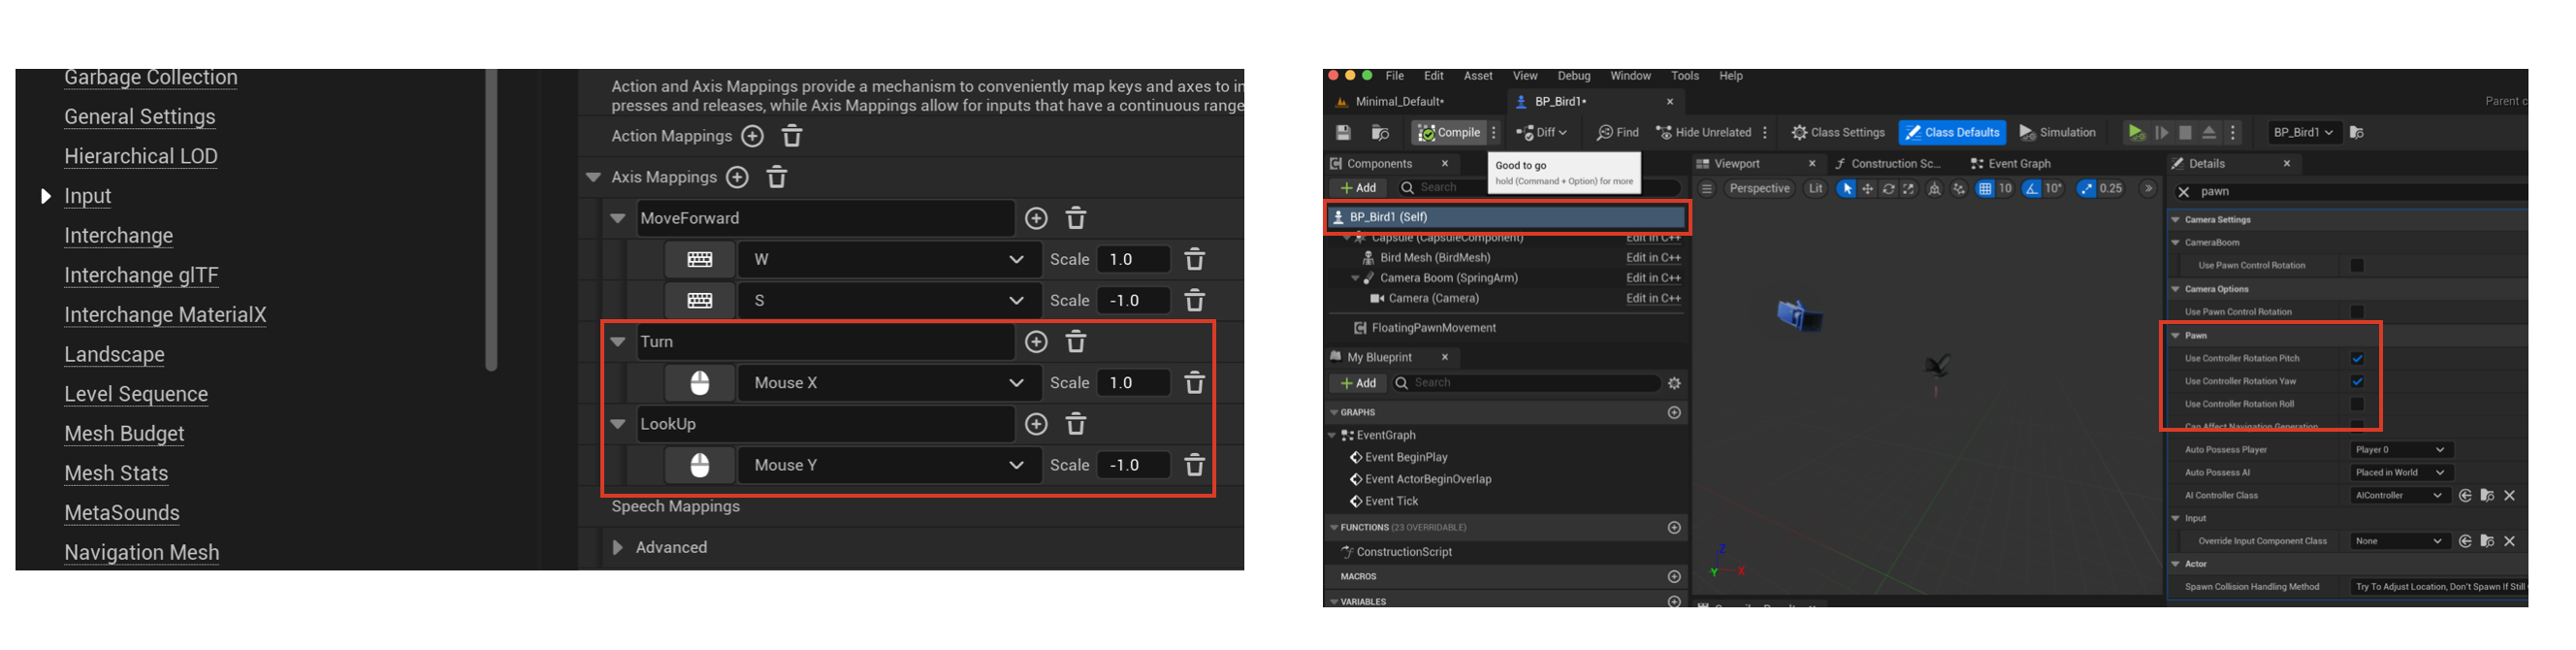 Garbage Collection
General Settings
Hierarchical LOD
Input
Interchange
Interchange glTF
Interchange MaterialX
Landscape
Level Sequence
Mesh Budget
Mesh Stats
MetaSounds
Navigation Mesh
Action and Axis Mappings provide a mechanism to conveniently map keys and axes to in
presses and releases, while Axis Mappings allow for inputs that have a continuous range
Action Mappings
Axis Mappings
MoveForward
W Scale 1.0
S Scale -1.0
Turn
Mouse X Scale 1.0
LookUp
Mouse Y Scale -1.0
Speech Mappings
Advanced
File Edit Asset View Debug Window Tools Help
Minimal_Default* BP_Bird1* Parent c
Compile Diff Find Hide Unrelated Class Settings Class Defaults Simulation BP_Bird1
Components
Add Search
Good to go
hold (Command + Option) for more
BP_Bird1 (Self)
Capsule (CapsuleComponent) Edit in C++
Bird Mesh (BirdMesh) Edit in C++
Camera Boom (SpringArm) Edit in C++
Camera (Camera) Edit in C++
FloatingPawnMovement
My Blueprint
Add Search
GRAPHS
EventGraph
Event BeginPlay
Event ActorBeginOverlap
Event Tick
FUNCTIONS (23 OVERRIDABLE)
ConstructionScript
MACROS
VARIABLES
Viewport Construction Sc... Event Graph
Perspective Lit 10 10° 0.25
Z
Y X
Details
pawn
Camera Settings
CameraBoom
Use Pawn Control Rotation
Camera Options
Use Pawn Control Rotation
Pawn
Use Controller Rotation Pitch
Use Controller Rotation Yaw
Use Controller Rotation Roll
Can Affect Navigation Generation
Auto Possess Player Player 0
Auto Possess AI Placed in World
AI Controller Class AIController
Input
Override Input Component Class None
Actor
Spawn Collision Handling Method Try To Adjust Location, Don't Spawn If Still